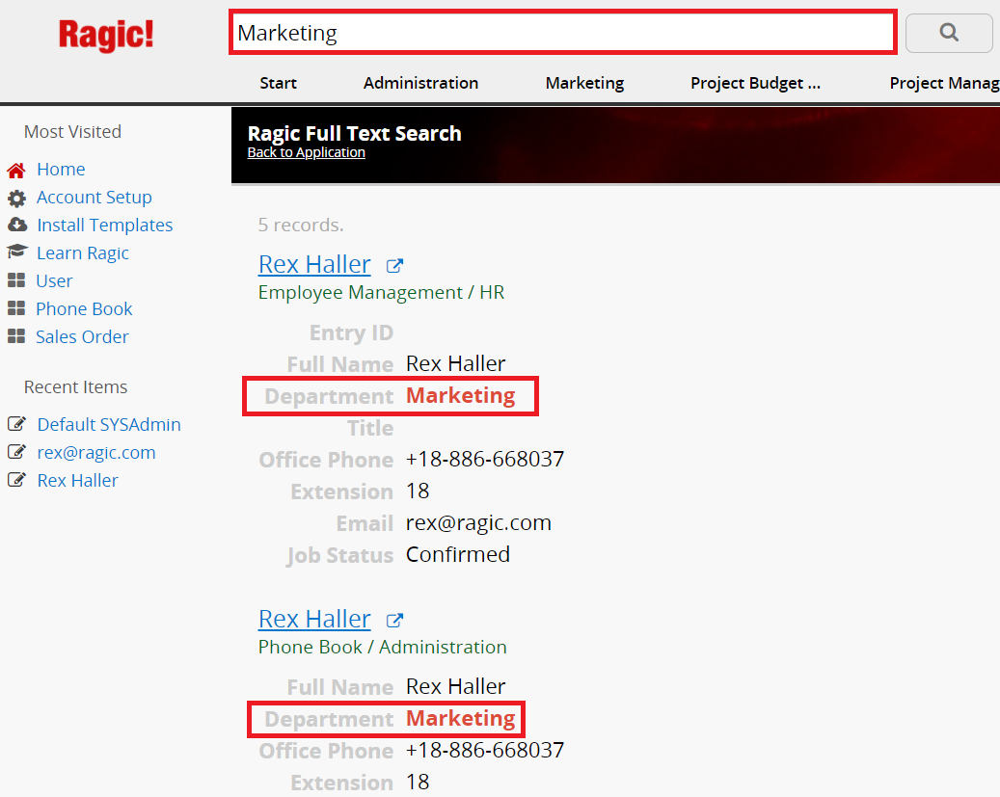 Ragic!
Marketing
Start Administration Marketing Project Budget ... Project Manag
Most Visited
Home
Account Setup
Install Templates
Learn Ragic
User
Phone Book
Sales Order
Recent Items
Default SYSAdmin
rex@ragic.com
Rex Haller
Ragic Full Text Search
Back to Application
5 records.
Rex Haller
Employee Management / HR
Entry ID
Full Name Rex Haller
Department Marketing
Title
Office Phone +18-886-668037
Extension 18
Email rex@ragic.com
Job Status Confirmed
Rex Haller
Phone Book / Administration
Full Name Rex Haller
Department Marketing
Office Phone +18-886-668037
Extension 18